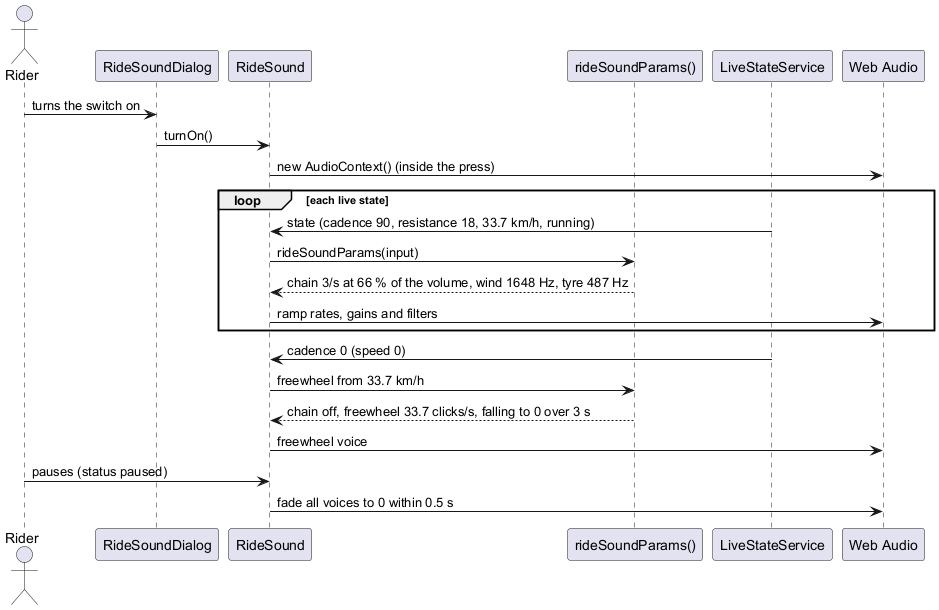 Rider
RideSoundDialog
RideSound
rideSoundParams()
LiveStateService
Web Audio
turns the switch on
turnOn()
new AudioContext() (inside the press)
loop
[each live state]
state (cadence 90, resistance 18, 33.7 km/h, running)
rideSoundParams(input)
chain 3/s at 66 % of the volume, wind 1648 Hz, tyre 487 Hz
ramp rates, gains and filters
cadence 0 (speed 0)
freewheel from 33.7 km/h
chain off, freewheel 33.7 clicks/s, falling to 0 over 3 s
freewheel voice
pauses (status paused)
fade all voices to 0 within 0.5 s
Rider
RideSoundDialog
RideSound
rideSoundParams()
LiveStateService
Web Audio